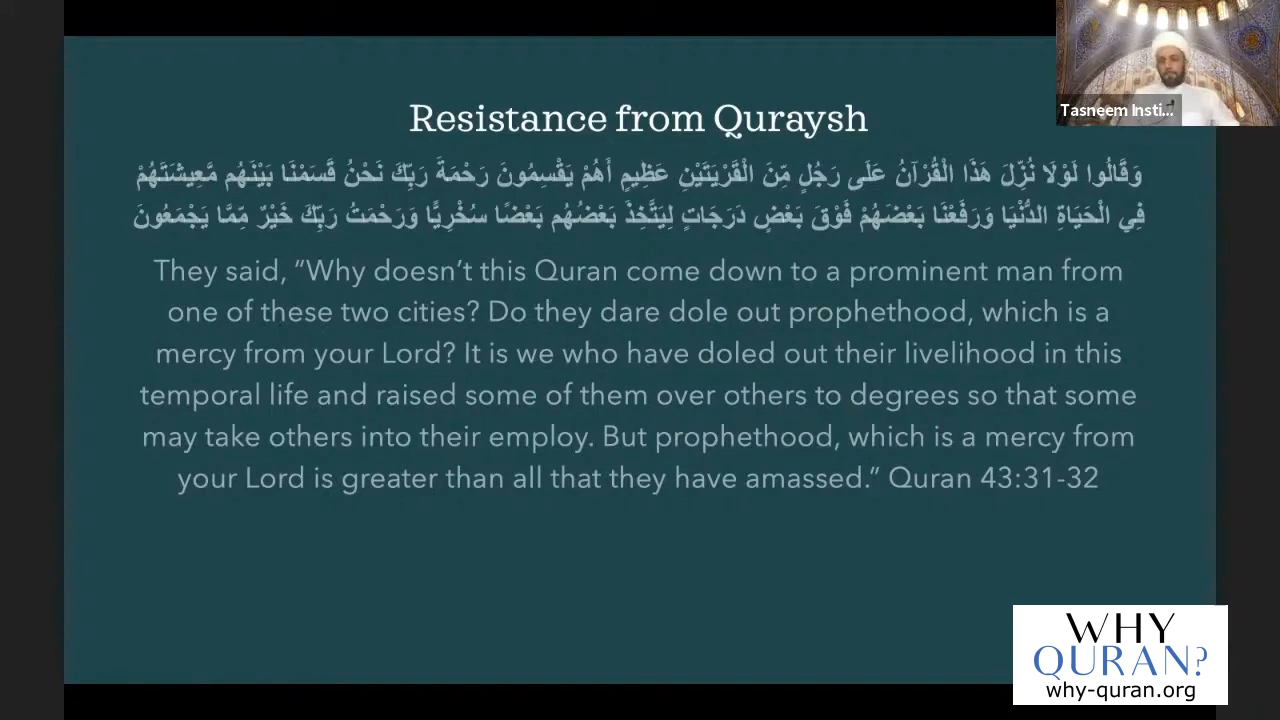 Tasneem Insti...
Resistance from Quraysh
وَقَالُوا لَوْلَا نُزِّلَ هَٰذَا الْقُرْآنُ عَلَى رَجُلٍ مِّنَ الْقَرْيَتَيْنِ عَظِيمٍ أَهُمْ يَقْسِمُونَ رَحْمَةَ رَبِّكَ نَحْنُ قَسَمْنَا بَيْنَهُم مَّعِيشَتَهُمْ
فِي الْحَيَاةِ الدُّنْيَا وَرَفَعْنَا بَعْضَهُمْ فَوْقَ بَعْضٍ دَرَجَاتٍ لِيَتَّخِذَ بَعْضُهُم بَعْضًا سُخْرِيًّا وَرَحْمَتُ رَبِّكَ خَيْرٌ مِّمَّا يَجْمَعُونَ
They said, “Why doesn’t this Quran come down to a prominent man from
one of these two cities? Do they dare dole out prophethood, which is a
mercy from your Lord? It is we who have doled out their livelihood in this
temporal life and raised some of them over others to degrees so that some
may take others into their employ. But prophethood, which is a mercy from
your Lord is greater than all that they have amassed.” Quran 43:31-32
WHY
QURAN?
why-quran.org